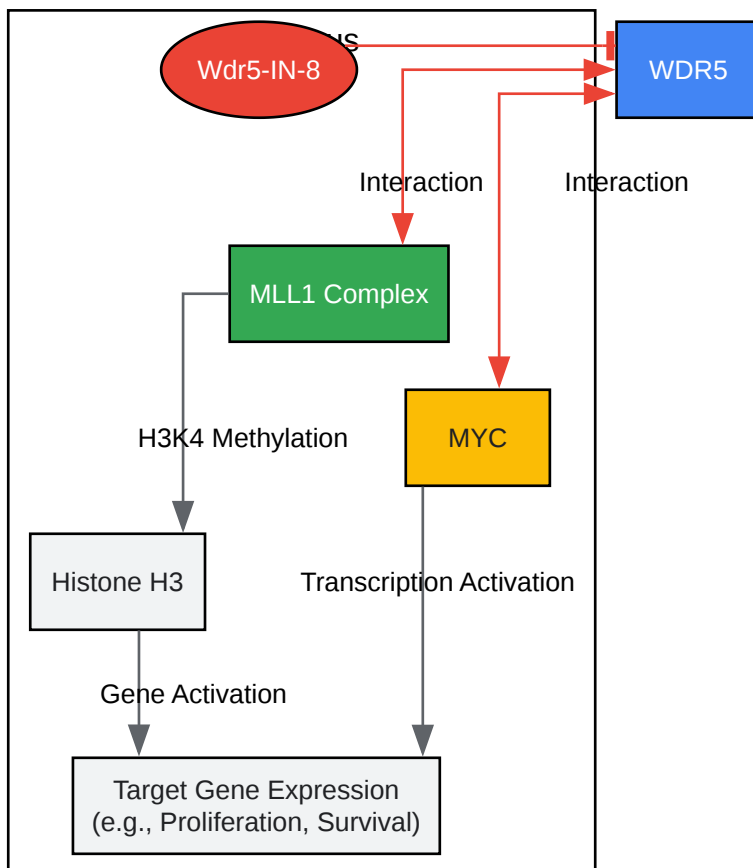 Wdr5-IN-8
WDR5
Interaction
Interaction
MLL1 Complex
H3K4 Methylation
MYC
Histone H3
Transcription Activation
Gene Activation
Target Gene Expression
(e.g., Proliferation, Survival)